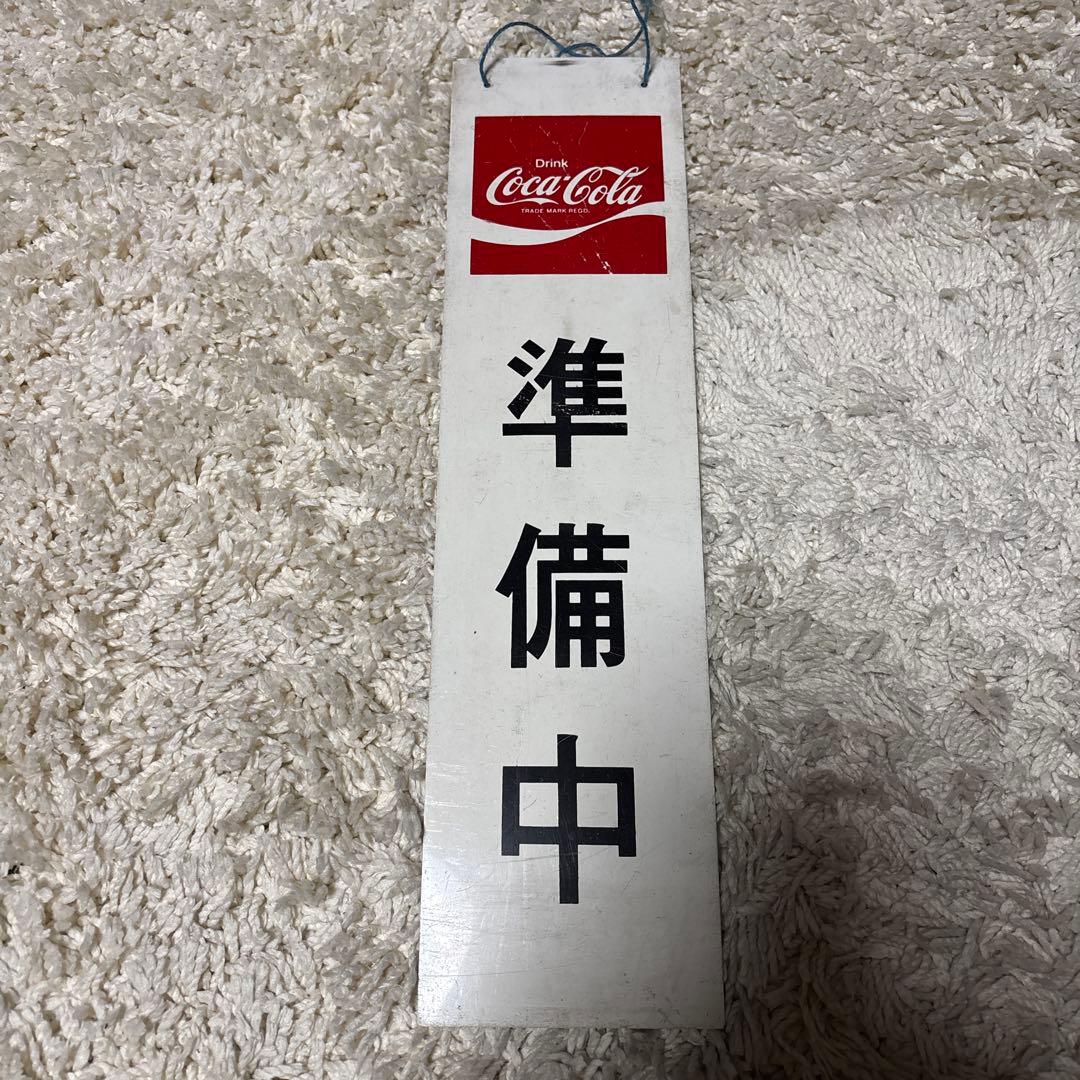 Drink
Coca-Cola
TRADE MARK REGD.
準備中